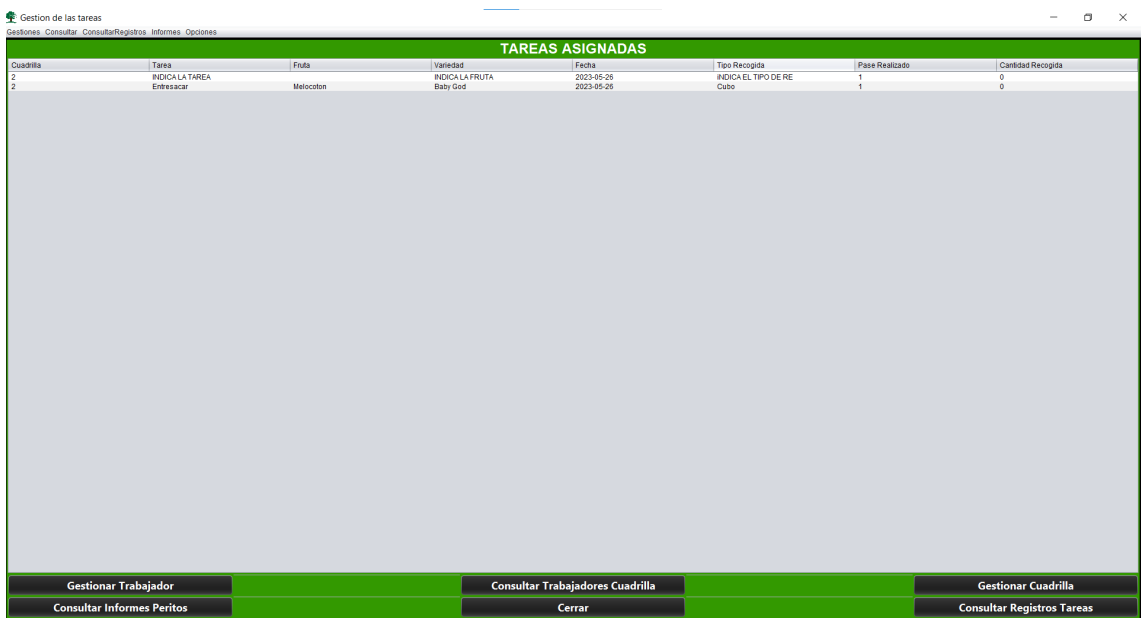 Gestion de las tareas
Gestiones Consultar ConsultarRegistros Informes Opciones
TAREAS ASIGNADAS
Cuadrilla Tarea Fruta Variedad Fecha Tipo Recogida Pase Realizado Cantidad Recogida
2 INDICA LA TAREA INDICA LA FRUTA 2023-05-26 INDICA EL TIPO DE RE 1 0
2 Entresacar Melocoton Baby God 2023-05-26 Cubo 1 0
Gestionar Trabajador Consultar Trabajadores Cuadrilla Gestionar Cuadrilla
Consultar Informes Peritos Cerrar Consultar Registros Tareas